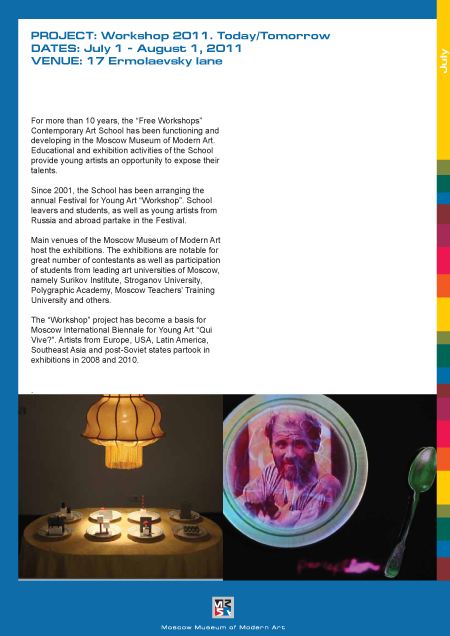 PROJECT: Workshop 2011. Today/Tomorrow
DATES: July 1 - August 1, 2011
VENUE: 17 Ermolaevsky lane
July
For more than 10 years, the “Free Workshops”
Contemporary Art School has been functioning and
developing in the Moscow Museum of Modern Art.
Educational and exhibition activities of the School
provide young artists an opportunity to expose their
talents.
Since 2001, the School has been arranging the
annual Festival for Young Art “Workshop”. School
leavers and students, as well as young artists from
Russia and abroad partake in the Festival.
Main venues of the Moscow Museum of Modern Art
host the exhibitions. The exhibitions are notable for
great number of contestants as well as participation
of students from leading art universities of Moscow,
namely Surikov Institute, Stroganov University,
Polygraphic Academy, Moscow Teachers’ Training
University and others.
The “Workshop” project has become a basis for
Moscow International Biennale for Young Art “Qui
Vive?”. Artists from Europe, USA, Latin America,
Southeast Asia and post-Soviet states partook in
exhibitions in 2008 and 2010.
Moscow Museum of Modern Art